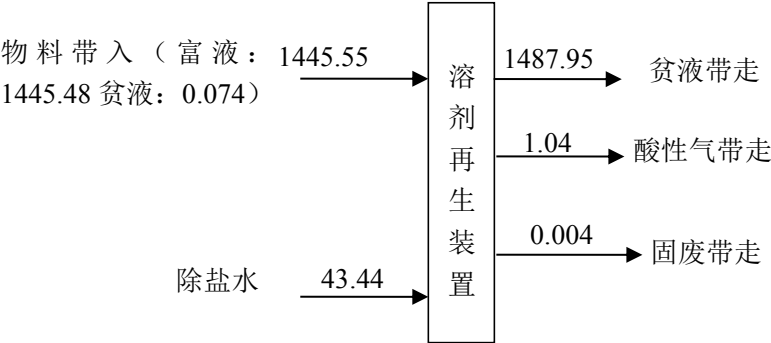 物料带入（富液：
1445.48 贫液：0.074）
1445.55
除盐水
43.44
溶剂再生装置
1487.95
贫液带走
1.04
酸性气带走
0.004
固废带走